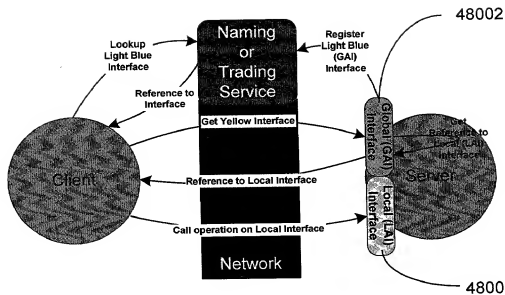 48002
Naming
or
Trading
Service
Lookup
Light Blue
Interface
Register
Light Blue
(GAI)
Interface
Reference to
Interface
Get Yellow Interface
Global (GAI)
Interface
Get
Reference to
Local (LAI)
Interface
Client
Reference to Local Interface
Server
Call operation on Local Interface
Local (LAI)
Interface
Network
4800